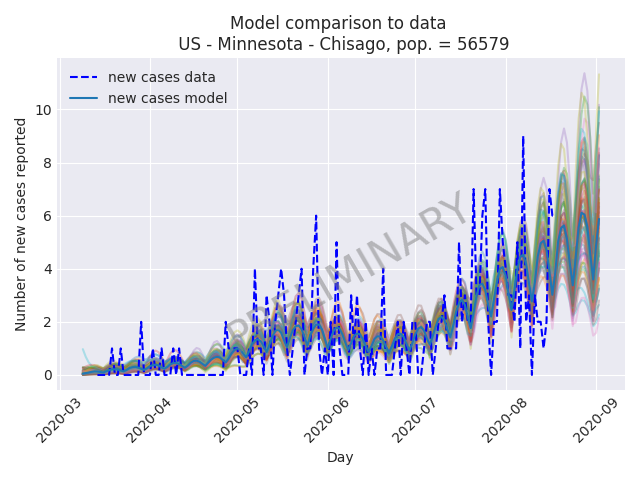 Model comparison to data
US - Minnesota - Chisago, pop. = 56579
new cases data
new cases model
PRELIMINARY
Number of new cases reported
10
8
6
4
2
0
2020-03
2020-04
2020-05
2020-06
2020-07
2020-08
2020-09
Day